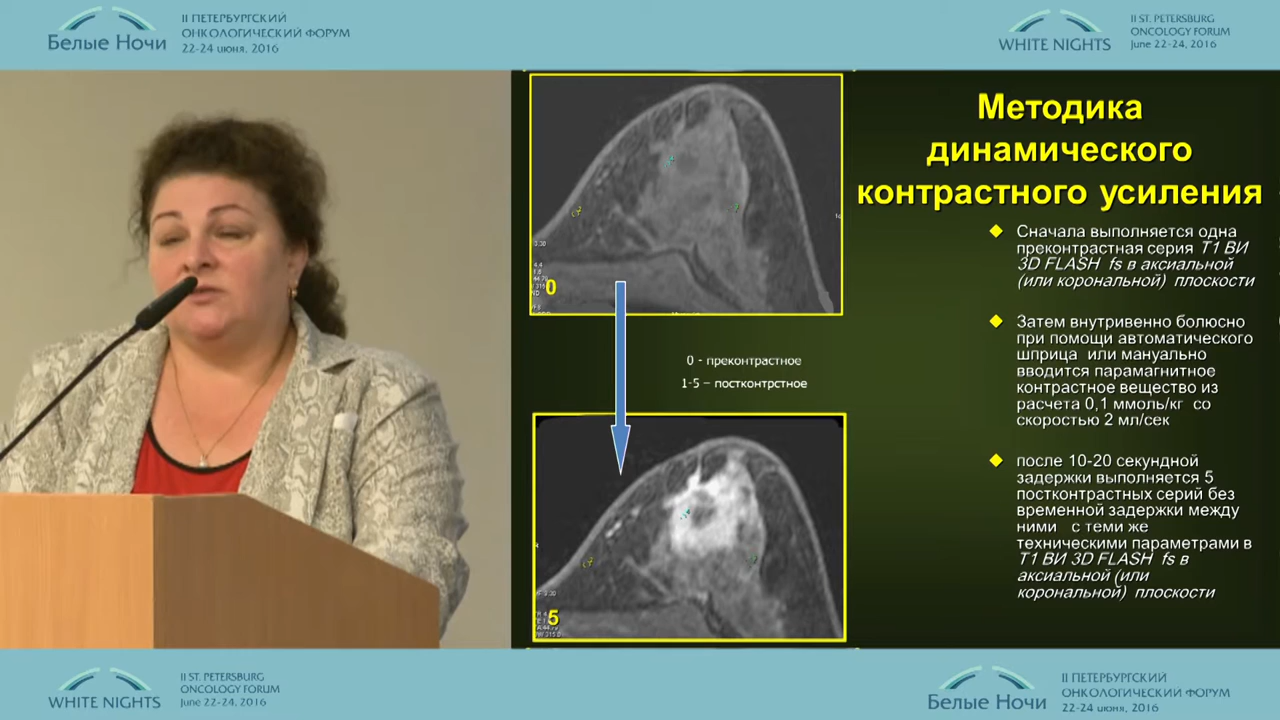 Белые Ночи
II ПЕТЕРБУРГСКИЙ
ОНКОЛОГИЧЕСКИЙ ФОРУМ
22-24 июня, 2016
WHITE NIGHTS
II ST. PETERSBURG
ONCOLOGY FORUM
June 22-24, 2016
Методика
динамического
контрастного усиления
Сначала выполняется одна
преконтрастная серия Т1 ВИ
3D FLASH fs в аксиальной
(или корональной) плоскости
Затем внутривенно болюсно
при помощи автоматического
шприца или мануально
вводится парамагнитное
контрастное вещество из
расчета 0,1 ммоль/кг со
скоростью 2 мл/сек
после 10-20 секундной
задержки выполняется 5
постконтрастных серий без
временной задержки между
ними с теми же
техническими параметрами в
Т1 ВИ 3D FLASH fs в
аксиальной (или
корональной) плоскости
0
0 - преконтрастное
1-5 – постконтрстное
5
WHITE NIGHTS
II ST. PETERSBURG
ONCOLOGY FORUM
June 22-24, 2016
Белые Ночи
II ПЕТЕРБУРГСКИЙ
ОНКОЛОГИЧЕСКИЙ ФОРУМ
22-24 июня, 2016